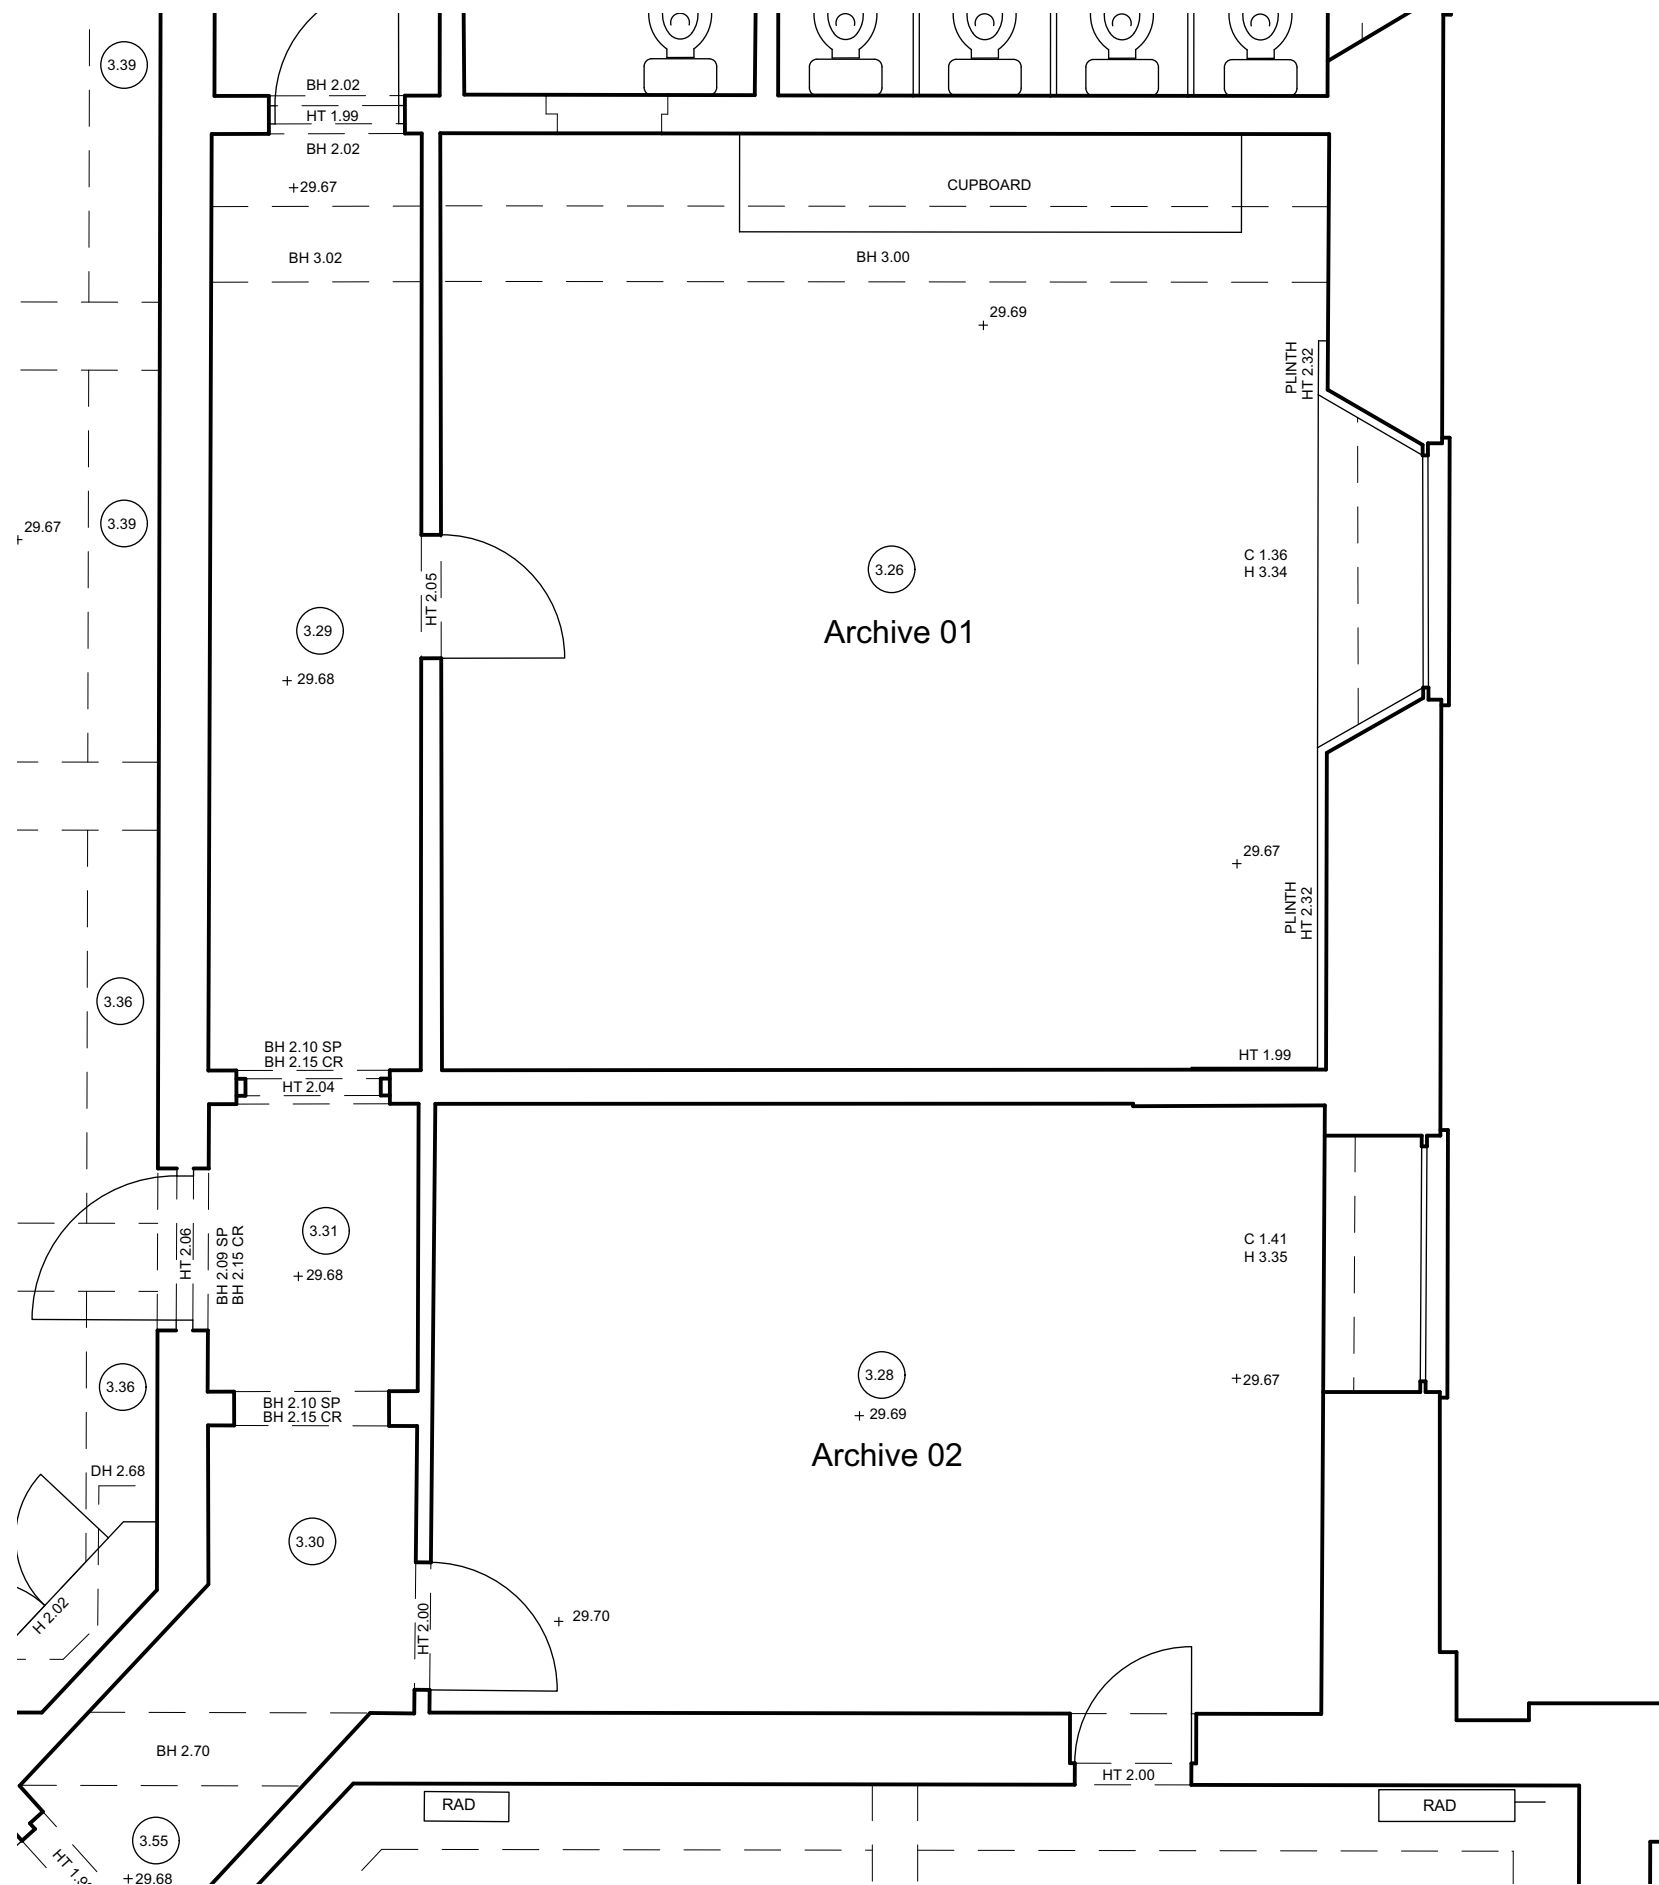 3.39
BH 2.02
HT 1.99
BH 2.02
+29.67
CUPBOARD
BH 3.02
BH 3.00
29.69
PLINTH
HT 2.32
29.67
3.39
C 1.36
H 3.34
3.26
HT 2.05
Archive 01
3.29
29.68
29.67
PLINTH
HT 2.32
3.36
BH 2.10 SP
BH 2.15 CR
HT 2.04
HT 1.99
HT 2.06
BH 2.09 SP
BH 2.15 CR
3.31
29.68
C 1.41
H 3.35
3.36
BH 2.10 SP
BH 2.15 CR
3.28
29.69
29.67
Archive 02
DH 2.68
3.30
H 2.02
HT 2.00
29.70
BH 2.70
HT 2.00
RAD
RAD
3.55
29.68